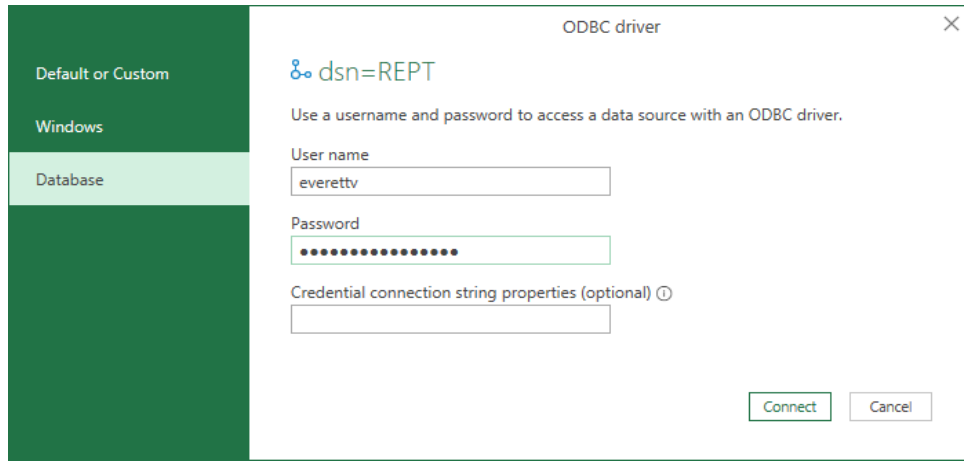 ODBC driver
Default or Custom
Windows
Database
dsn=REPT
Use a username and password to access a data source with an ODBC driver.
User name
everettv
Password
●●●●●●●●●●●●●●●●
Credential connection string properties (optional)
Connect
Cancel